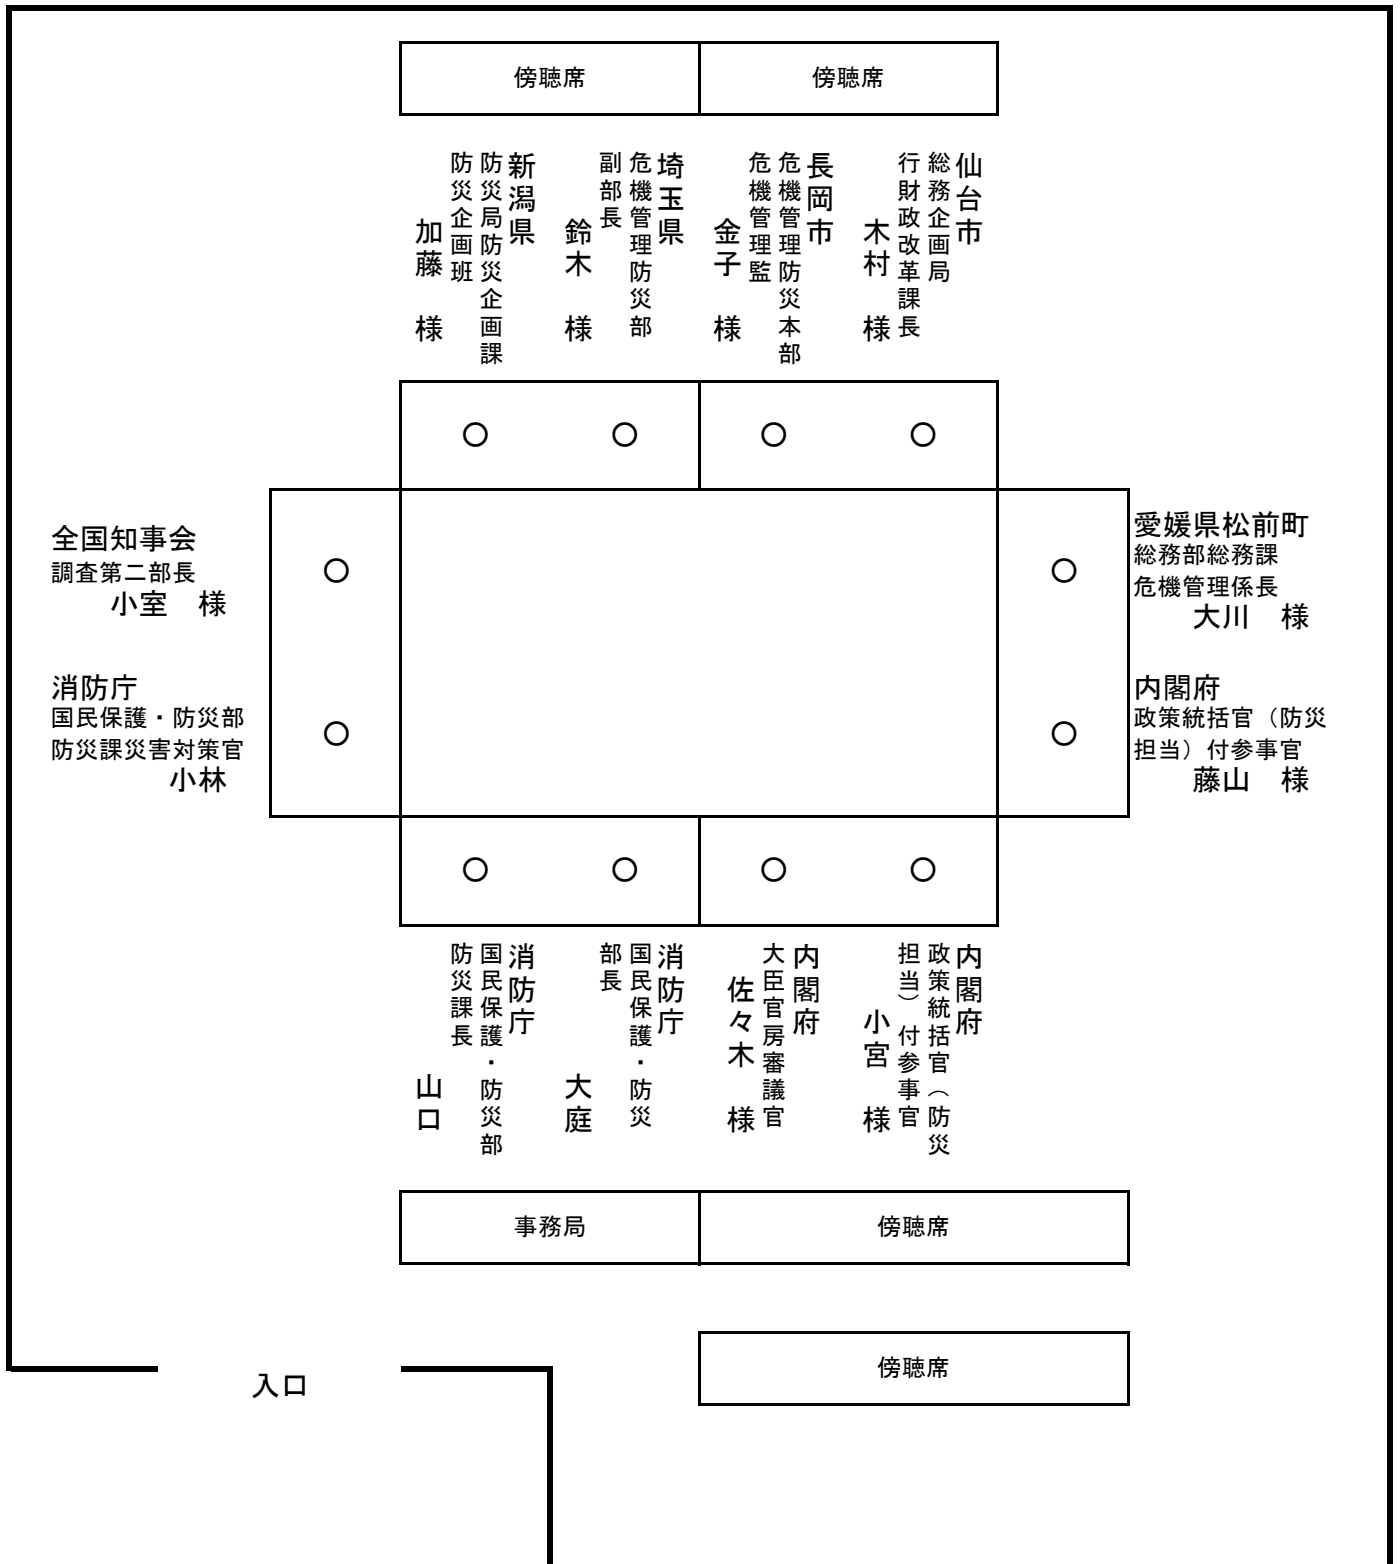 傍聴席
傍聴席
仙台市
総務企画局
行財政改革課長
木村　様
長岡市
危機管理防災本部
危機管理監
金子　様
埼玉県
危機管理防災部
副部長
鈴木　様
新潟県
防災局防災企画課
防災企画班
加藤　様
全国知事会
調査第二部長
小室　様
消防庁
国民保護・防災部
防災課災害対策官
小林
愛媛県松前町
総務部総務課
危機管理係長
大川　様
内閣府
政策統括官（防災
担当）付参事官
藤山　様
内閣府
政策統括官（防災
担当）付参事官
小宮　様
内閣府
大臣官房審議官
佐々木　様
消防庁
国民保護・防災
部長
大庭
消防庁
国民保護・防災部
防災課長
山口
事務局
傍聴席
傍聴席
入口